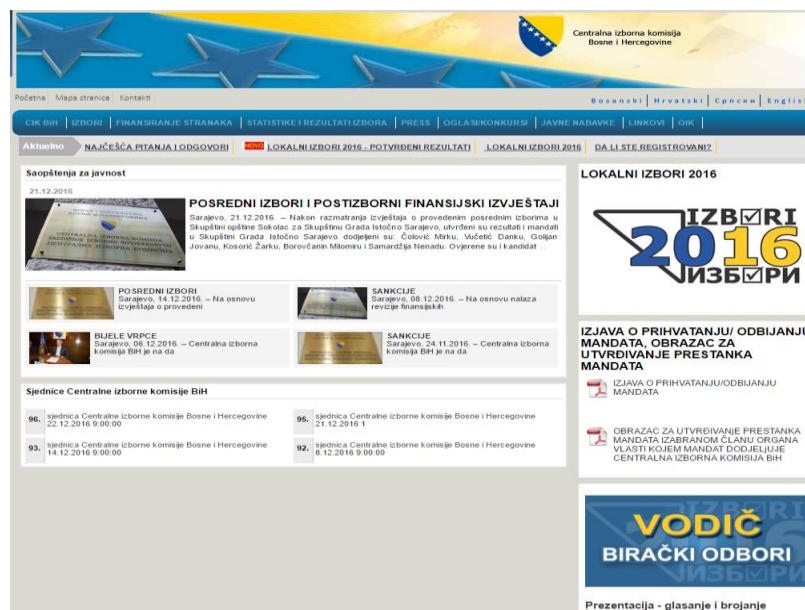 Centralna izborna komisija
Bosne i Hercegovine
Početna Mapa stranice Kontakti
Bosanski | Hrvatski | Српски |
CIK BiH | IZBORI | FINANSIRANJE STRANAKA | STATISTIKE I REZULTATI IZBORA | PRESS | OGLASI/KONKURSI | JAVNE NABAVKE | LINKOVI | OIK |
Aktuelno NAJČEŠĆA PITANJA I ODGOVORI NOVO LOKALNI IZBORI 2016 - POTVRĐENI REZULTATI LOKALNI IZBORI 2016 DA LI STE REGISTROVANI?
Saopštenja za javnost
21.12.2016
POSREDNI IZBORI I POSTIZBORNI FINANSIJSKI IZVJEŠTAJI
Sarajevo, 21.12.2016. – Nakon razmatranja izvještaja o provedenim posrednim izborima u
Skupštini opštine Sokolac za Skupštinu Grada Istočno Sarajevo, utvrđeni su rezultati i mandati
u Skupštini Grada Istočno Sarajevo dodjeljeni su: Čolović Mirku, Vučetić Danku, Golijan
Jovanu, Kosorić Žarku, Borovčanin Milomiru i Samardžija Nenadu. Ovjerene su i kandidat ...
POSREDNI IZBORI
Sarajevo, 14.12.2016. – Na osnovu
izvještaja o provedeni
SANKCIJE
Sarajevo, 08.12.2016. – Na osnovu nalaza
revizije finansijskih
BIJELE VRPCE
Sarajevo, 06.12.2016. – Centralna izborna
komisija BiH je na da
SANKCIJE
Sarajevo, 24.11.2016. – Centralna izborna
komisija BiH je na da
Sjednice Centralne izborne komisije BiH
96. sjednica Centralne izborne komisije Bosne i Hercegovine
22.12.2016 9:00:00
95. sjednica Centralne izborne komisije Bosne i Hercegovine
21.12.2016 1
93. sjednica Centralne izborne komisije Bosne i Hercegovine
14.12.2016 9:00:00
92. sjednica Centralne izborne komisije Bosne i Hercegovine
8.12.2016 9:00:00
LOKALNI IZBORI 2016
IZBORI
2016
ИЗБОРИ
IZJAVA O PRIHVATANJU/ ODBIJANJU
MANDATA, OBRAZAC ZA
UTVRĐIVANJE PRESTANKA
MANDATA
IZJAVA O PRIHVATANJU/ODBIJANJU
MANDATA
OBRAZAC ZA UTVRĐIVANJE PRESTANKA
MANDATA IZABRANOM ČLANU ORGANA
VLASTI KOJEM MANDAT DODJELJUJE
CENTRALNA IZBORNA KOMISIJA BiH
VODIČ
BIRAČKI ODBORI
Prezentacija - glasanje i brojanje